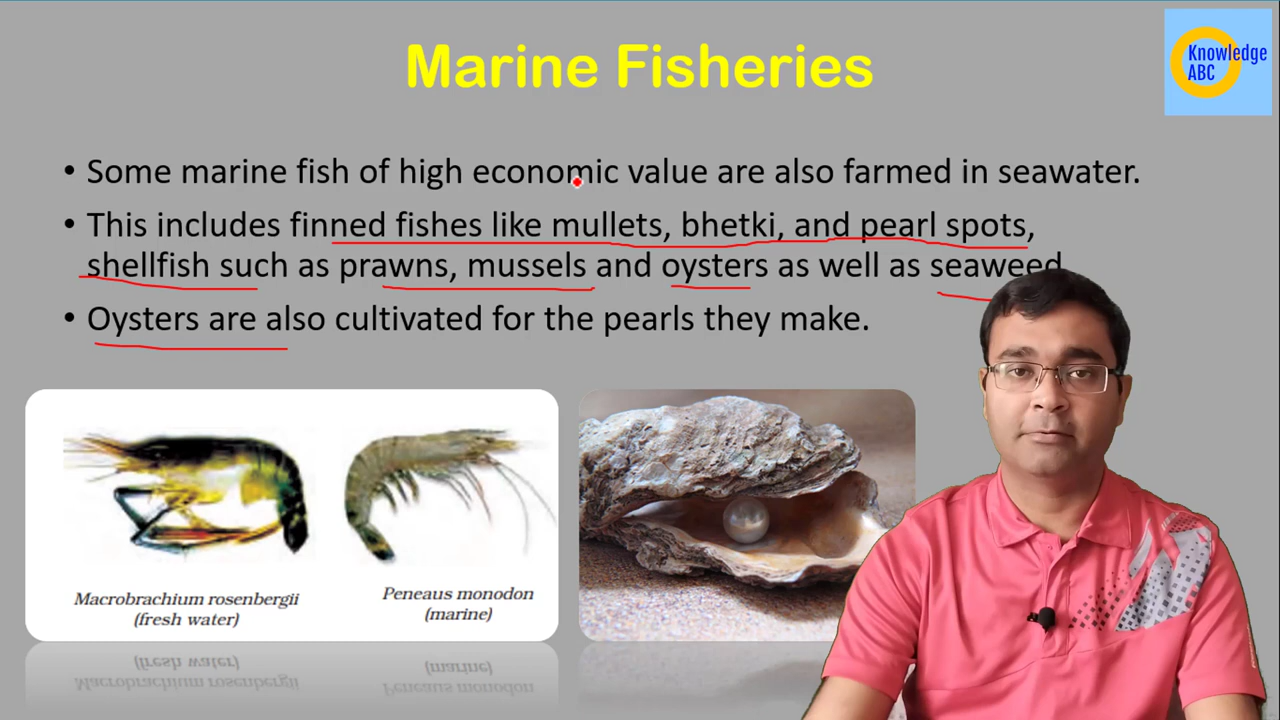 Marine Fisheries
Knowledge
ABC
• Some marine fish of high economic value are also farmed in seawater.
• This includes finned fishes like mullets, bhetki, and pearl spots,
shellfish such as prawns, mussels and oysters as well as seaweed
• Oysters are also cultivated for the pearls they make.
Macrobrachium rosenbergii
(fresh water)
Peneaus monodon
(marine)